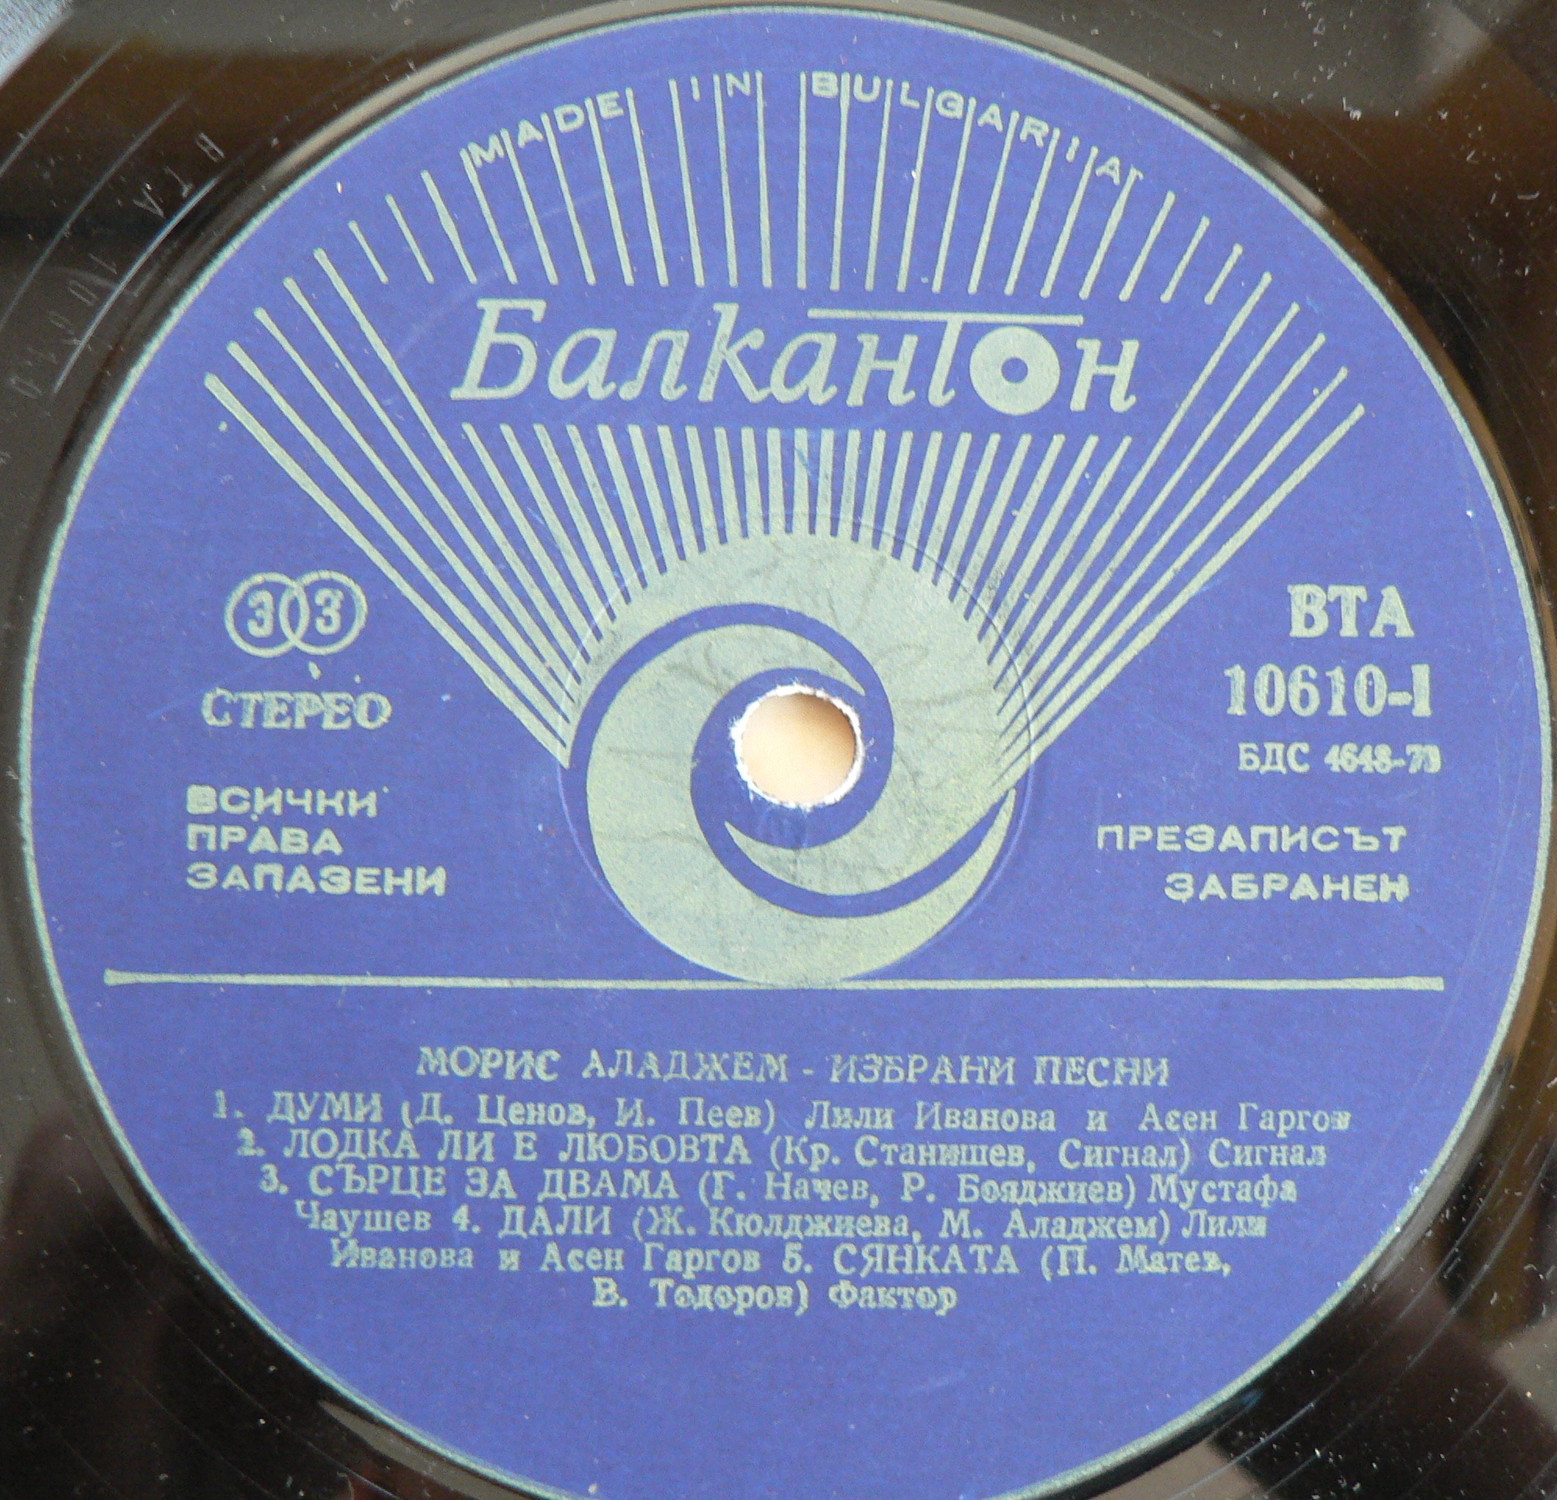 MADE IN BULGARIA
БалканТон
33
СТЕРЕО
ВСИЧКИ
ПРАВА
ЗАПАЗЕНИ
ВТА
10610-I
БДС 4648-73
ПРЕЗАПИСЪТ
ЗАБРАНЕН
МОРИС АЛАДЖЕМ - ИЗБРАНИ ПЕСНИ
1. ДУМИ (Д. Ценов, И. Пеев) Лили Иванова и Асен Гаргов
2. ЛОДКА ЛИ Е ЛЮБОВТА (Кр. Станишев, Сигнал) Сигнал
3. СЪРЦЕ ЗА ДВАМА (Г. Начев, Р. Бояджиев) Мустафа
Чаушев 4. ДАЛИ (Ж. Кюлджиева, М. Аладжем) Лили
Иванова и Асен Гаргов 5. СЯНКАТА (П. Матев,
В. Тодоров) Фактор